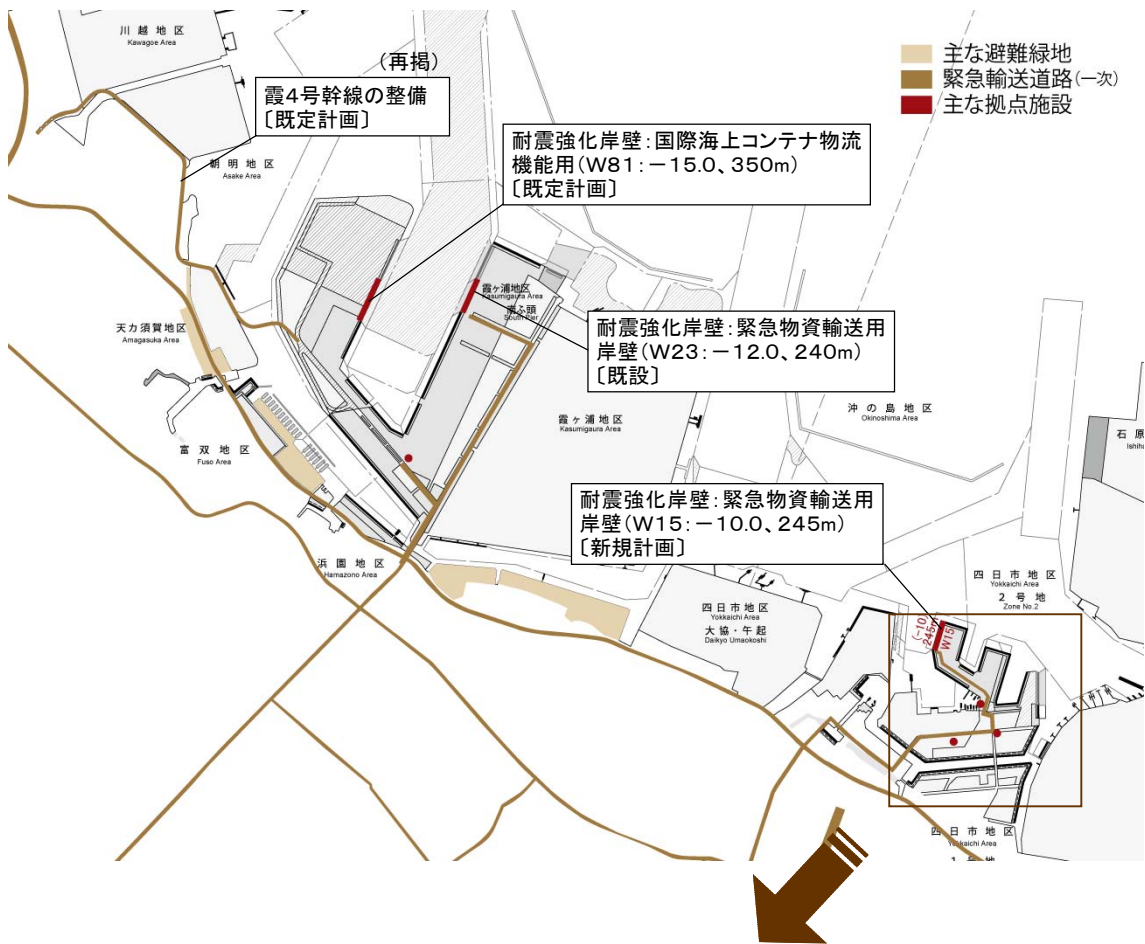 川越地区
Kawagoe Area
(再掲)
霞4号幹線の整備
〔既定計画〕
主な避難緑地
緊急輸送道路(一次)
主な拠点施設
耐震強化岸壁:国際海上コンテナ物流
機能用(W81:－15.0、350m)
〔既定計画〕
朝明地区
Asake Area
霞ヶ浦地区
Kasumigaura Area
南ふ頭
South Pier
天カ須賀地区
Amagasuka Area
耐震強化岸壁:緊急物資輸送用
岸壁(W23:－12.0、240m)
〔既設〕
沖の島地区
Okinoshima Area
霞ヶ浦地区
Kasumigaura Area
石原
Ishiha
富双地区
Fuso Area
耐震強化岸壁:緊急物資輸送用
岸壁(W15:－10.0、245m)
〔新規計画〕
浜園地区
Hamazono Area
四日市地区
Yokkaichi Area
2号地
Zone No.2
四日市地区
Yokkaichi Area
大協・午起
Daikyo Umaokoshi
(-10)
245m
W15
四日市地区
Yokkaichi Area